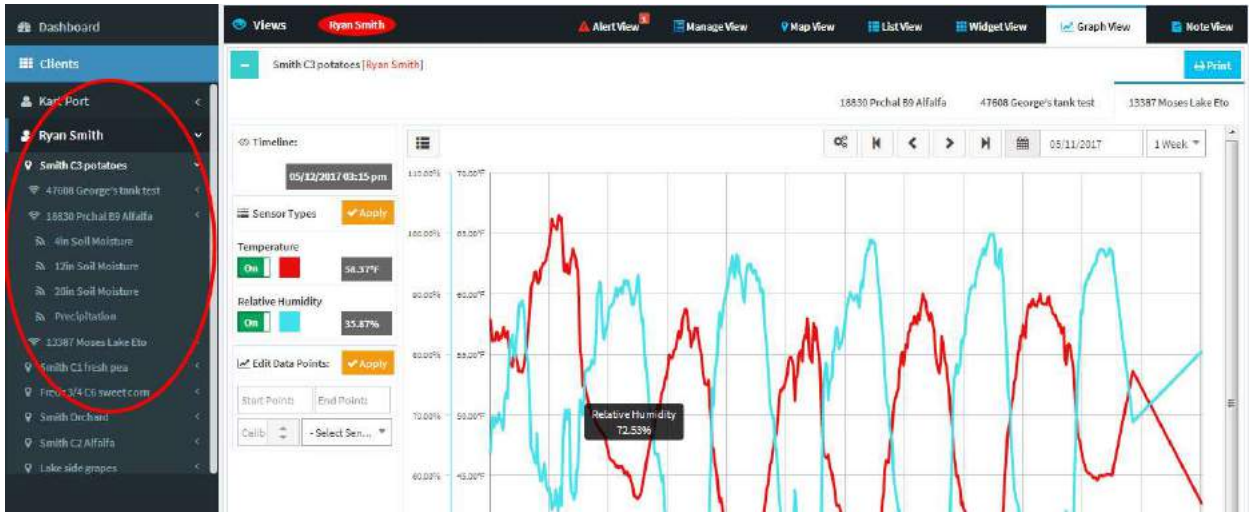 Dashboard
Clients
Karl Port
Ryan Smith
Smith C3 potatoes
47608 George's tank test
18830 Prchal B9 Alfalfa
4in Soil Moisture
12in Soil Moisture
20in Soil Moisture
Precipitation
13387 Moses Lake Eto
Smith C1 fresh pea
3/4 C6 sweet corn
Smith Orchard
Smith C2 Alfalfa
Lake side grapes
Views
Ryan Smith
Alert View
Manage View
Map View
List View
Widget View
Graph View
Note View
Smith C3 potatoes [Ryan Smith]
Print
18830 Prchal B9 Alfalfa
47608 George's tank test
13387 Moses Lake Eto
Timeline:
05/12/2017 03:15 pm
Sensor Types
Apply
Temperature
On
58.37°F
Relative Humidity
On
35.87%
Edit Data Points:
Apply
Start Point:
End Point:
Calib
- Select Sen...
05/11/2017
1 Week
110.00%
70.00°F
100.00%
65.00°F
90.00%
60.00°F
80.00%
55.00°F
70.00%
50.00°F
60.00%
45.00°F
Relative Humidity
72.53%